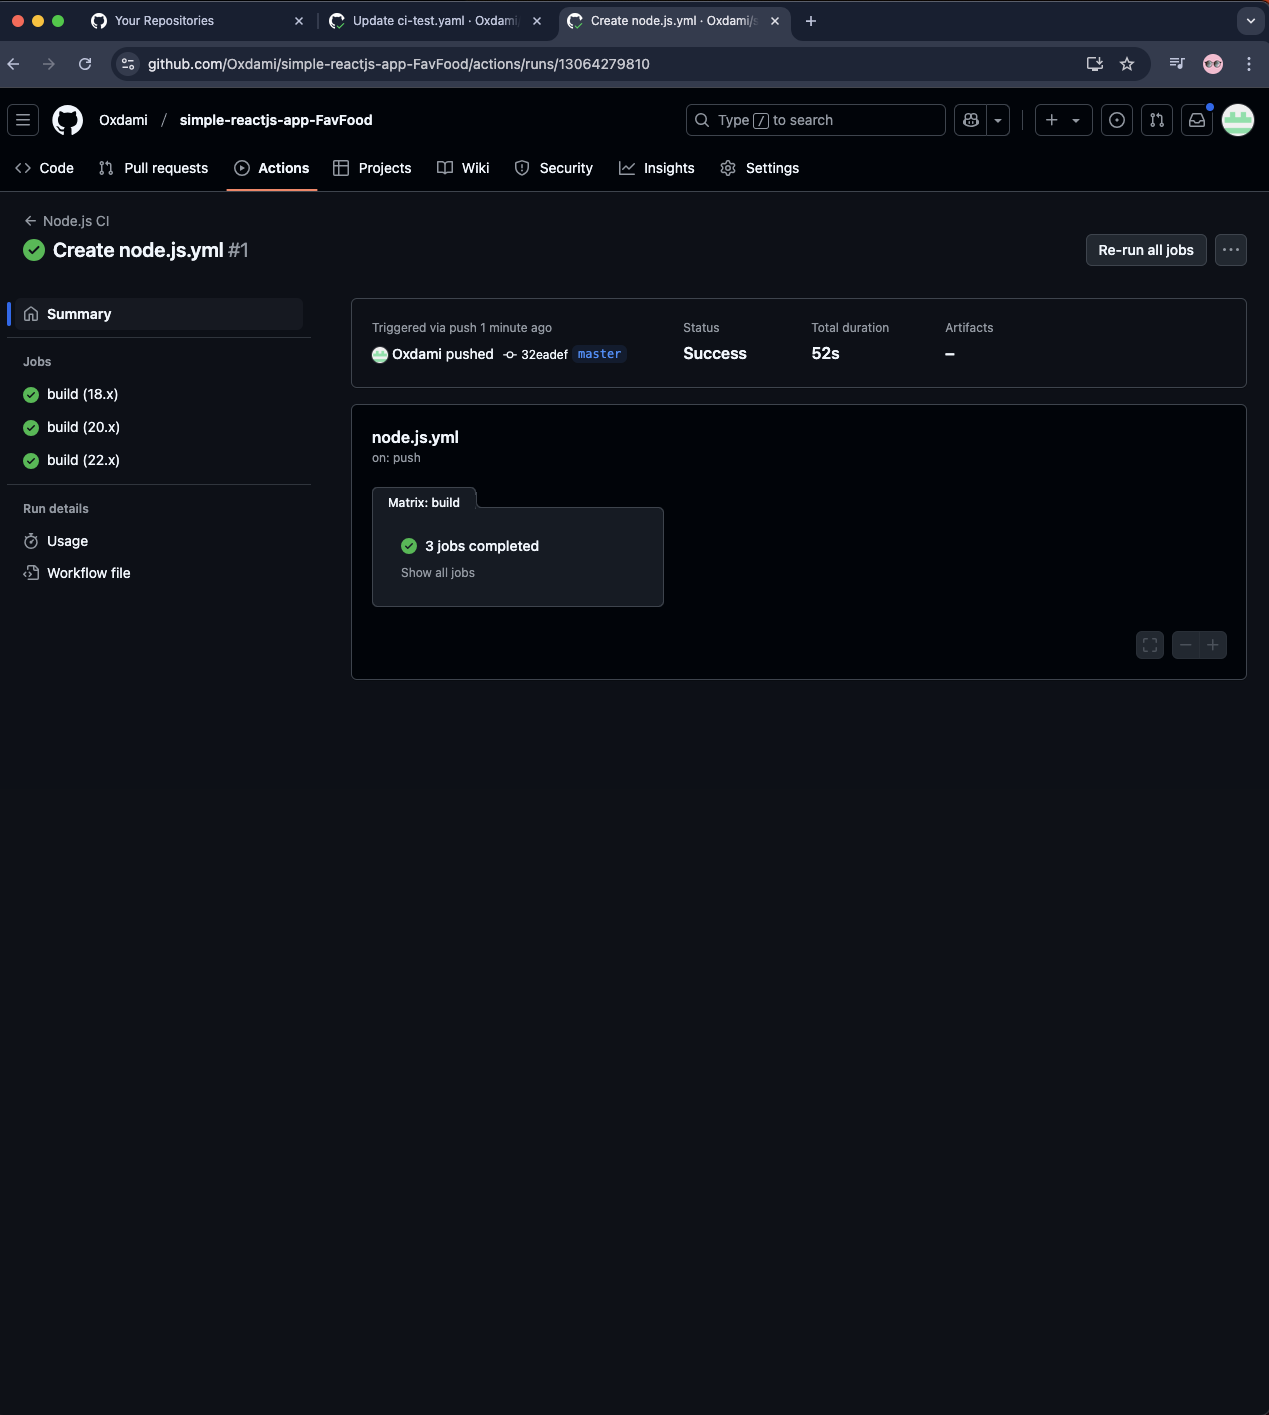 Your Repositories
Update ci-test.yaml · Oxdami/
Create node.js.yml · Oxdami/s
github.com/Oxdami/simple-reactjs-app-FavFood/actions/runs/13064279810
Oxdami / simple-reactjs-app-FavFood
Type / to search
Code Pull requests Actions Projects Wiki Security Insights Settings
Node.js CI
Create node.js.yml #1
Re-run all jobs
Summary
Jobs
build (18.x)
build (20.x)
build (22.x)
Run details
Usage
Workflow file
Triggered via push 1 minute ago
Oxdami pushed 32eadef master
Status
Success
Total duration
52s
Artifacts
–
node.js.yml
on: push
Matrix: build
3 jobs completed
Show all jobs